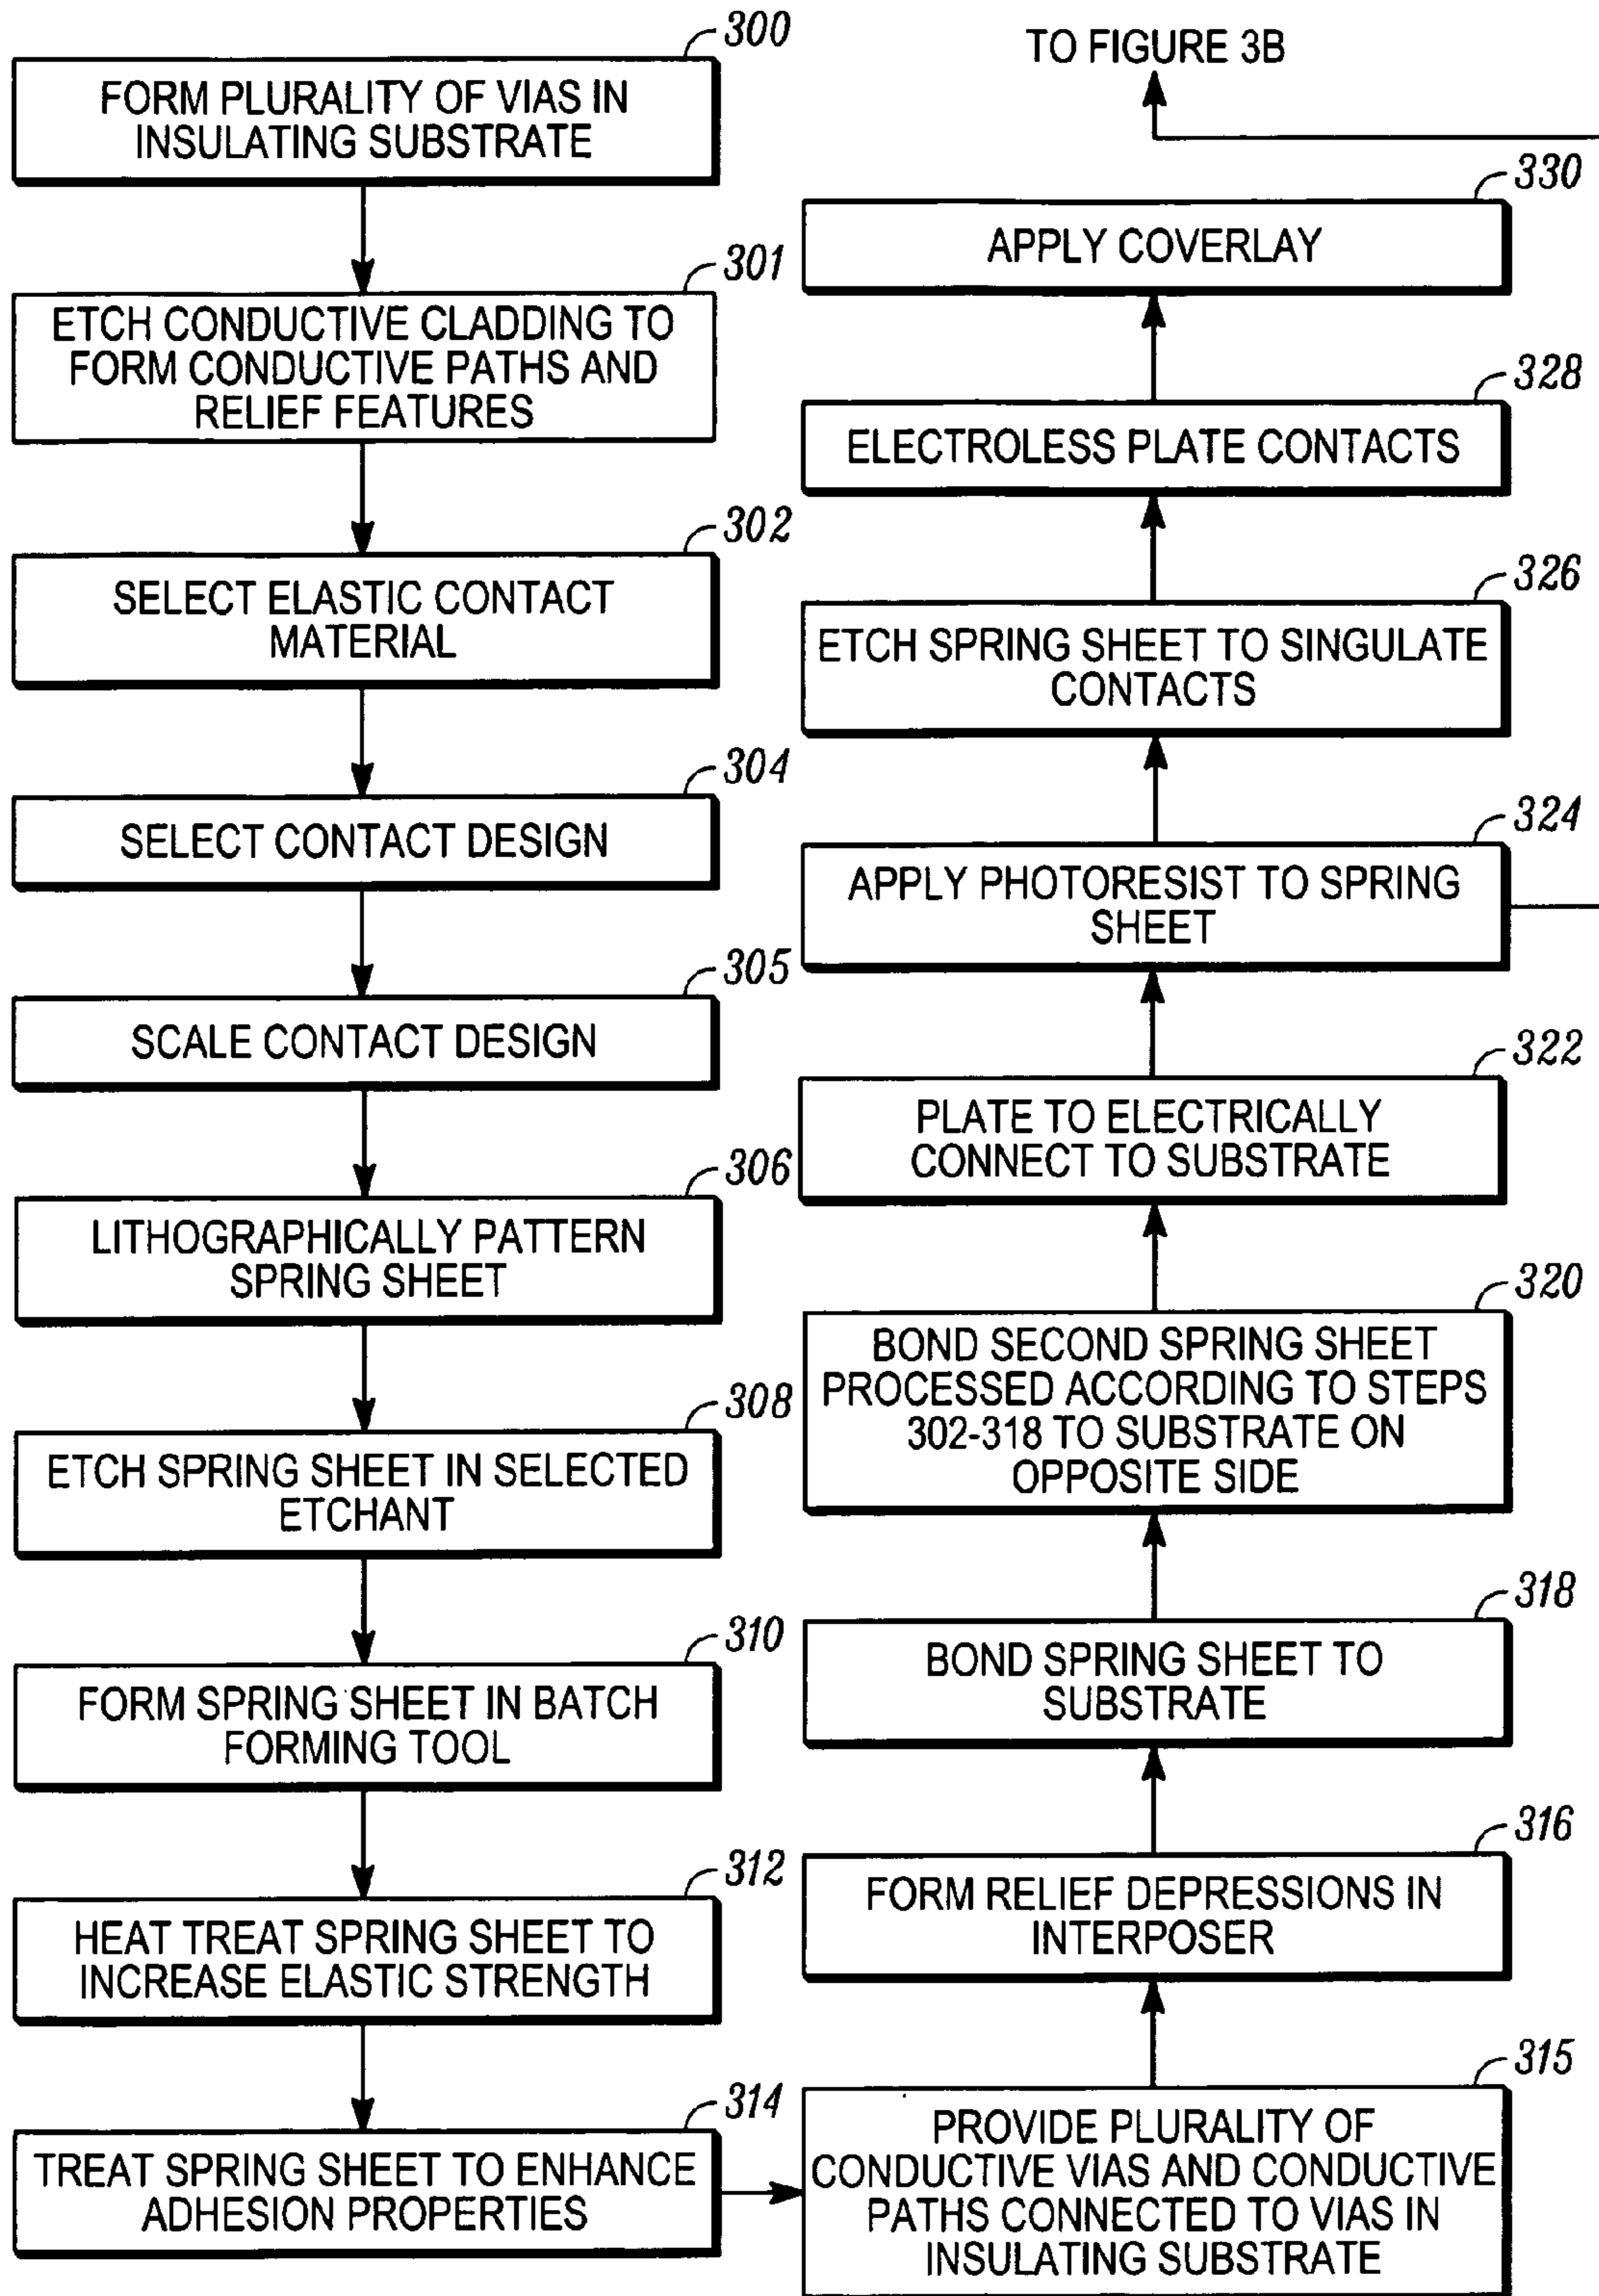 300
FORM PLURALITY OF VIAS IN
INSULATING SUBSTRATE
301
ETCH CONDUCTIVE CLADDING TO
FORM CONDUCTIVE PATHS AND
RELIEF FEATURES
302
SELECT ELASTIC CONTACT
MATERIAL
304
SELECT CONTACT DESIGN
305
SCALE CONTACT DESIGN
306
LITHOGRAPHICALLY PATTERN
SPRING SHEET
308
ETCH SPRING SHEET IN SELECTED
ETCHANT
310
FORM SPRING SHEET IN BATCH
FORMING TOOL
312
HEAT TREAT SPRING SHEET TO
INCREASE ELASTIC STRENGTH
314
TREAT SPRING SHEET TO ENHANCE
ADHESION PROPERTIES
315
PROVIDE PLURALITY OF
CONDUCTIVE VIAS AND CONDUCTIVE
PATHS CONNECTED TO VIAS IN
INSULATING SUBSTRATE
316
FORM RELIEF DEPRESSIONS IN
INTERPOSER
318
BOND SPRING SHEET TO
SUBSTRATE
320
BOND SECOND SPRING SHEET
PROCESSED ACCORDING TO STEPS
302-318 TO SUBSTRATE ON
OPPOSITE SIDE
322
PLATE TO ELECTRICALLY
CONNECT TO SUBSTRATE
324
APPLY PHOTORESIST TO SPRING
SHEET
326
ETCH SPRING SHEET TO SINGULATE
CONTACTS
328
ELECTROLESS PLATE CONTACTS
330
APPLY COVERLAY
TO FIGURE 3B